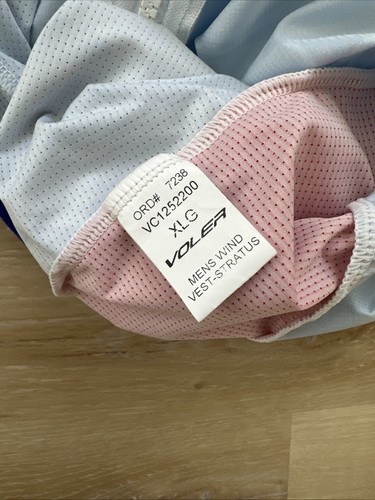 ORD# 7238
VC1252200
XLG
VOLER
MENS WIND
VEST-STRATUS